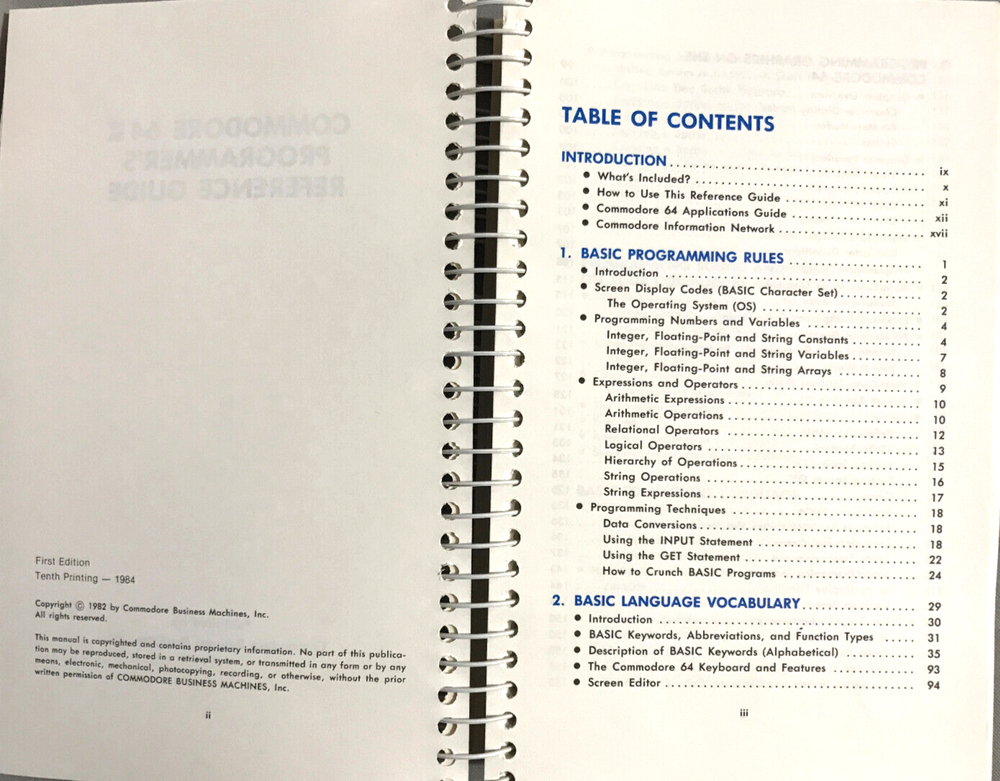 COMMODORE 64
PROGRAMMER'S
REFERENCE GUIDE
First Edition
Tenth Printing — 1984
Copyright © 1982 by Commodore Business Machines, Inc.
All rights reserved.
This manual is copyrighted and contains proprietary information. No part of this publica-
tion may be reproduced, stored in a retrieval system, or transmitted in any form or by any
means, electronic, mechanical, photocopying, recording, or otherwise, without the prior
written permission of COMMODORE BUSINESS MACHINES, Inc.
ii
TABLE OF CONTENTS
INTRODUCTION ix
• What's Included? x
• How to Use This Reference Guide xi
• Commodore 64 Applications Guide xii
• Commodore Information Network xvii
1. BASIC PROGRAMMING RULES 1
• Introduction 2
• Screen Display Codes (BASIC Character Set) 2
The Operating System (OS) 2
• Programming Numbers and Variables 4
Integer, Floating-Point and String Constants 4
Integer, Floating-Point and String Variables 7
Integer, Floating-Point and String Arrays 8
• Expressions and Operators 9
Arithmetic Expressions 10
Arithmetic Operations 10
Relational Operators 12
Logical Operators 13
Hierarchy of Operations 15
String Operations 16
String Expressions 17
• Programming Techniques 18
Data Conversions 18
Using the INPUT Statement 18
Using the GET Statement 22
How to Crunch BASIC Programs 24
2. BASIC LANGUAGE VOCABULARY 29
• Introduction 30
• BASIC Keywords, Abbreviations, and Function Types 31
• Description of BASIC Keywords (Alphabetical) 35
• The Commodore 64 Keyboard and Features 93
• Screen Editor 94
iii